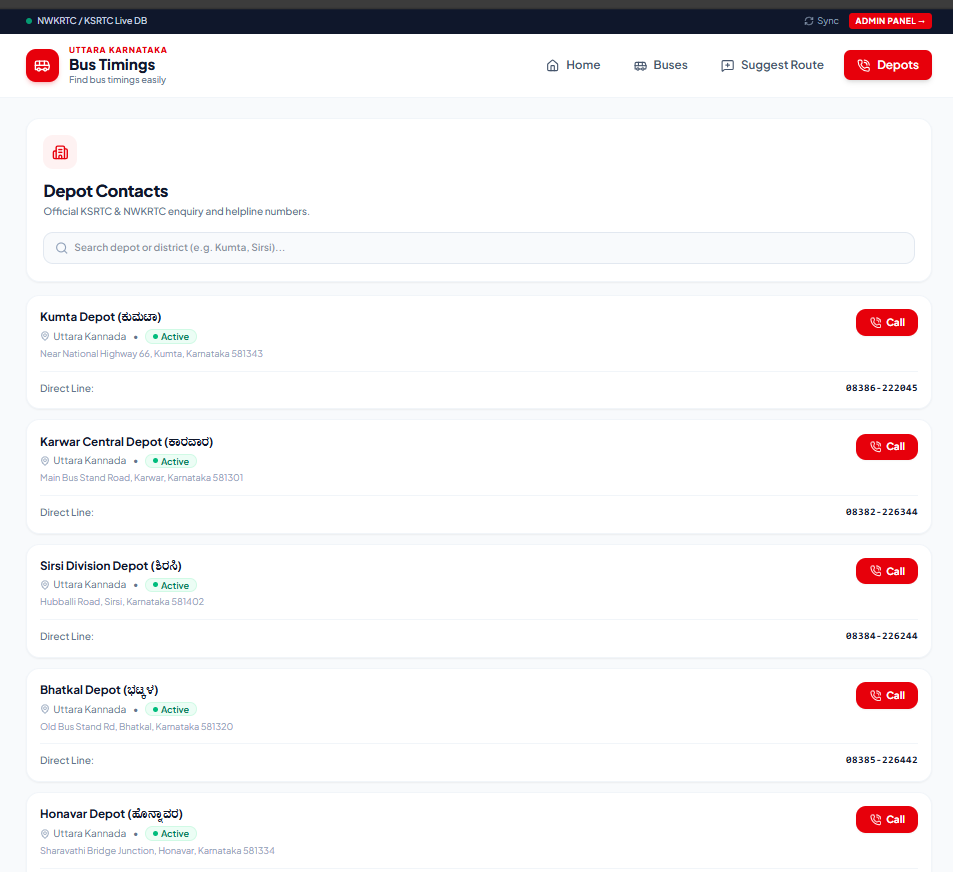 NWKRTC / KSRTC Live DB
Sync
ADMIN PANEL →
UTTARA KARNATAKA
Bus Timings
Find bus timings easily
Home
Buses
Suggest Route
Depots
Depot Contacts
Official KSRTC & NWKRTC enquiry and helpline numbers.
Search depot or district (e.g. Kumta, Sirsi)...
Kumta Depot (ಕುಮಟಾ)
Call
Uttara Kannada • Active
Near National Highway 66, Kumta, Karnataka 581343
Direct Line: 08386-222045
Karwar Central Depot (ಕಾರವಾರ)
Call
Uttara Kannada • Active
Main Bus Stand Road, Karwar, Karnataka 581301
Direct Line: 08382-226344
Sirsi Division Depot (ಶಿರಸಿ)
Call
Uttara Kannada • Active
Hubballi Road, Sirsi, Karnataka 581402
Direct Line: 08384-226244
Bhatkal Depot (ಭಟ್ಕಳ)
Call
Uttara Kannada • Active
Old Bus Stand Rd, Bhatkal, Karnataka 581320
Direct Line: 08385-226442
Honavar Depot (ಹೊನ್ನಾವರ)
Call
Uttara Kannada • Active
Sharavathi Bridge Junction, Honavar, Karnataka 581334